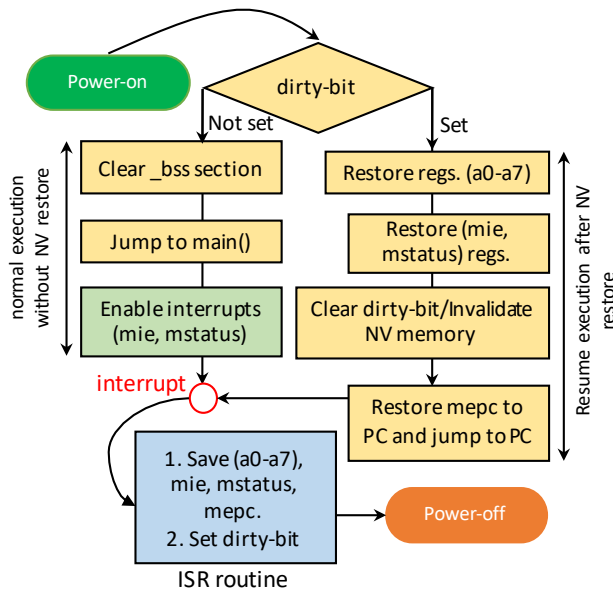 Power-on
dirty-bit
Not set
Set
normal execution
without NV restore
Clear _bss section
Jump to main()
Enable interrupts
(mie, mstatus)
Restore regs. (a0-a7)
Restore (mie,
mstatus) regs.
Clear dirty-bit/Invalidate
NV memory
Restore mepc to
PC and jump to PC
Resume execution after NV
restore
interrupt
1. Save (a0-a7),
mie, mstatus,
mepc.
2. Set dirty-bit
ISR routine
Power-off